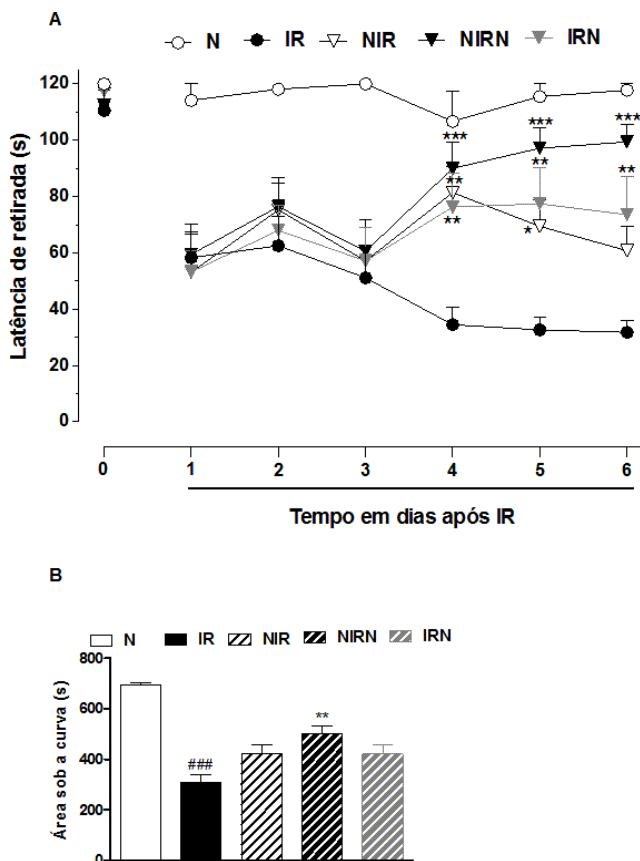 A
N IR NIR NIRN IRN
Latência de retirada (s)
120
100
80
60
40
20
0
***
***
***
**
**
**
**
*
0 1 2 3 4 5 6
Tempo em dias após IR
B
N IR NIR NIRN IRN
Área sob a curva (s)
800
600
400
200
0
###
**